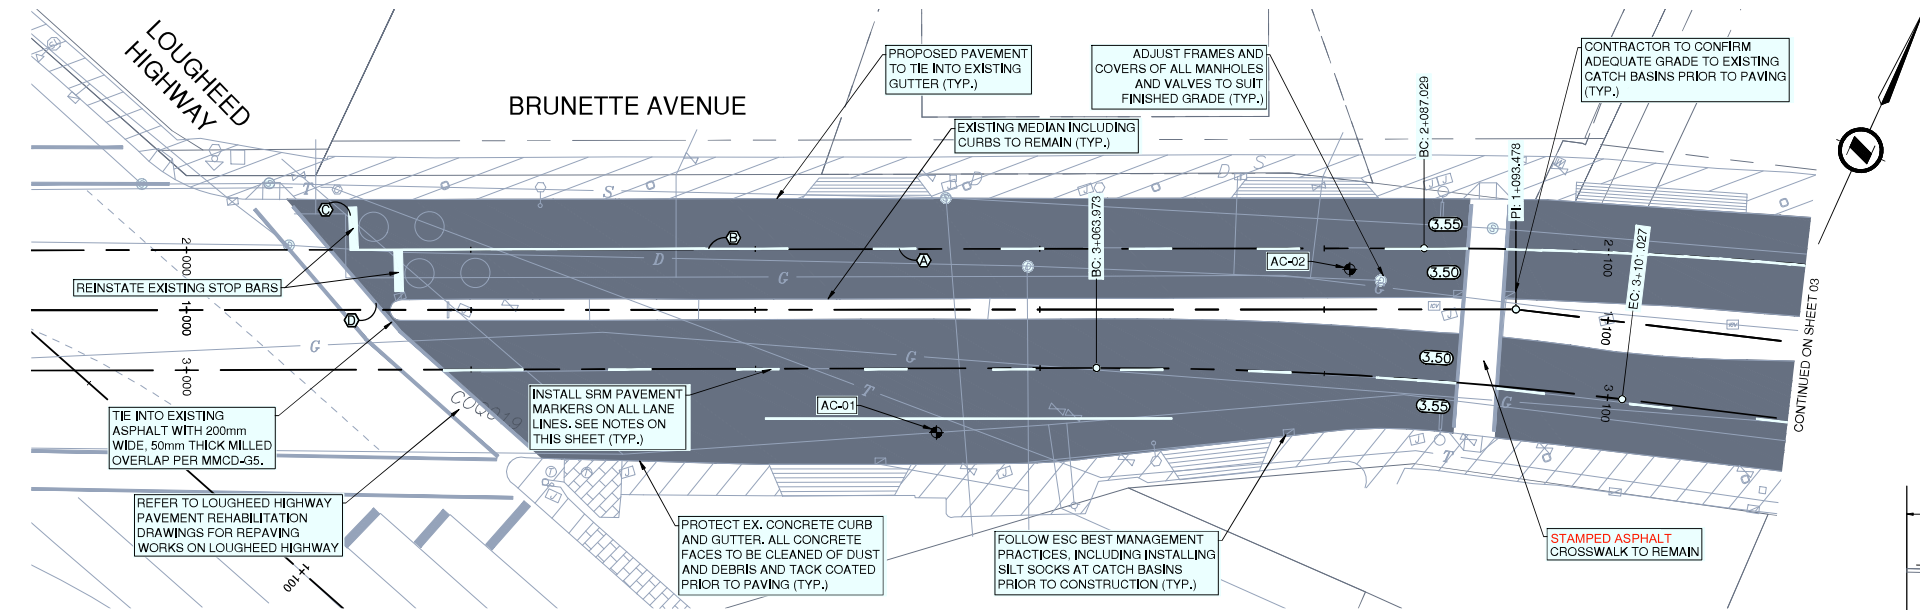 LOUGHEED
HIGHWAY
BRUNETTE AVENUE
PROPOSED PAVEMENT
TO TIE INTO EXISTING
GUTTER (TYP.)
ADJUST FRAMES AND
COVERS OF ALL MANHOLES
AND VALVES TO SUIT
FINISHED GRADE (TYP.)
CONTRACTOR TO CONFIRM
ADEQUATE GRADE TO EXISTING
CATCH BASINS PRIOR TO PAVING
(TYP.)
EXISTING MEDIAN INCLUDING
CURBS TO REMAIN (TYP.)
BC: 2+087.029
PI: 1+093.478
BC: 3+063.973
EC: 3+10
.027
T
S
D
S
C
B
A
D
D
G
G
G
G
T
G
T
3.55
3.50
3.50
3.55
AC-02
AC-01
2+000
1+000
3+000
2+100
1+100
3+100
REINSTATE EXISTING STOP BARS
COQ019
ICV
TIE INTO EXISTING
ASPHALT WITH 200mm
WIDE, 50mm THICK MILLED
OVERLAP PER MMCD-G5.
INSTALL SRM PAVEMENT
MARKERS ON ALL LANE
LINES. SEE NOTES ON
THIS SHEET (TYP.)
REFER TO LOUGHEED HIGHWAY
PAVEMENT REHABILITATION
DRAWINGS FOR REPAVING
WORKS ON LOUGHEED HIGHWAY
1+100
PROTECT EX. CONCRETE CURB
AND GUTTER. ALL CONCRETE
FACES TO BE CLEANED OF DUST
AND DEBRIS AND TACK COATED
PRIOR TO PAVING (TYP.)
FOLLOW ESC BEST MANAGEMENT
PRACTICES, INCLUDING INSTALLING
SILT SOCKS AT CATCH BASINS
PRIOR TO CONSTRUCTION (TYP.)
STAMPED ASPHALT
CROSSWALK TO REMAIN
CONTINUED ON SHEET 03